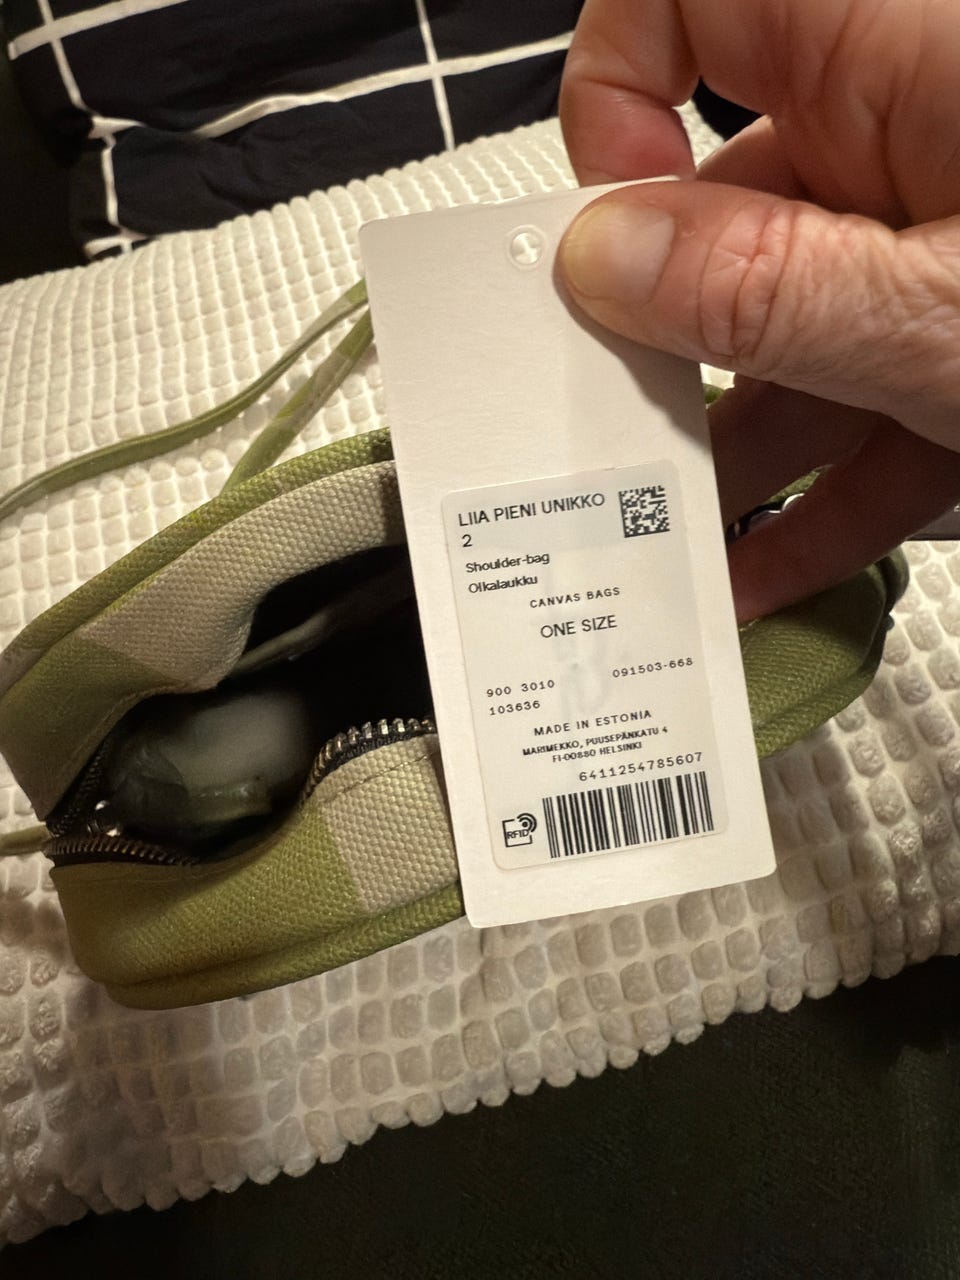 LIIA PIENI UNIKKO
2
Shoulder-bag
Olkalaukku
CANVAS BAGS
ONE SIZE
900 3010 091503-668
103636
MADE IN ESTONIA
MARIMEKKO, PUUSEPÄNKATU 4
FI-00880 HELSINKI
6411254785607
RFID